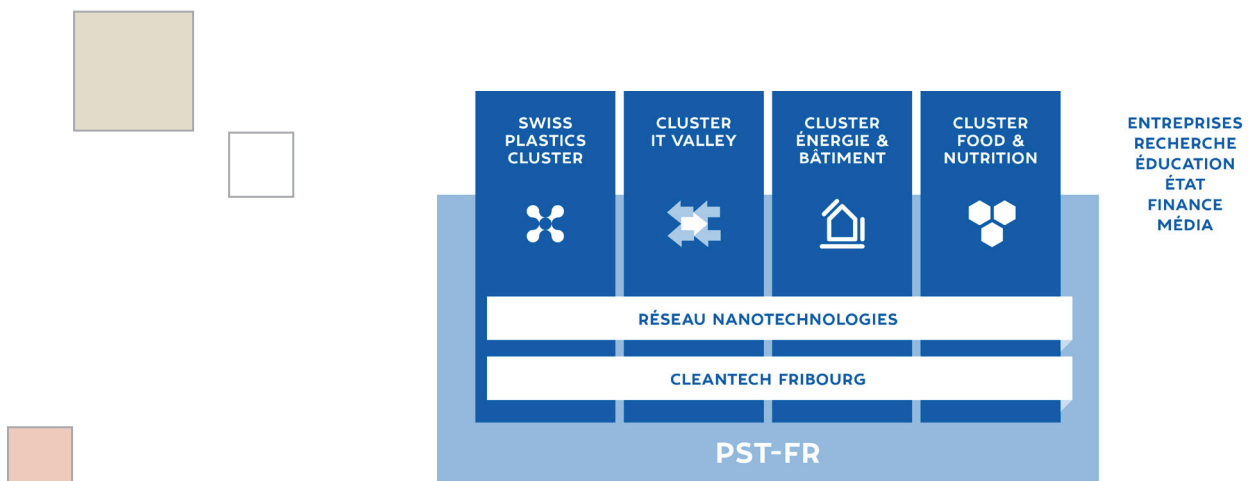 SWISS
PLASTICS
CLUSTER
CLUSTER
IT VALLEY
CLUSTER
ÉNERGIE &
BÂTIMENT
CLUSTER
FOOD &
NUTRITION
ENTREPRISES
RECHERCHE
ÉDUCATION
ÉTAT
FINANCE
MÉDIA
RÉSEAU NANOTECHNOLOGIES
CLEANTECH FRIBOURG
PST-FR